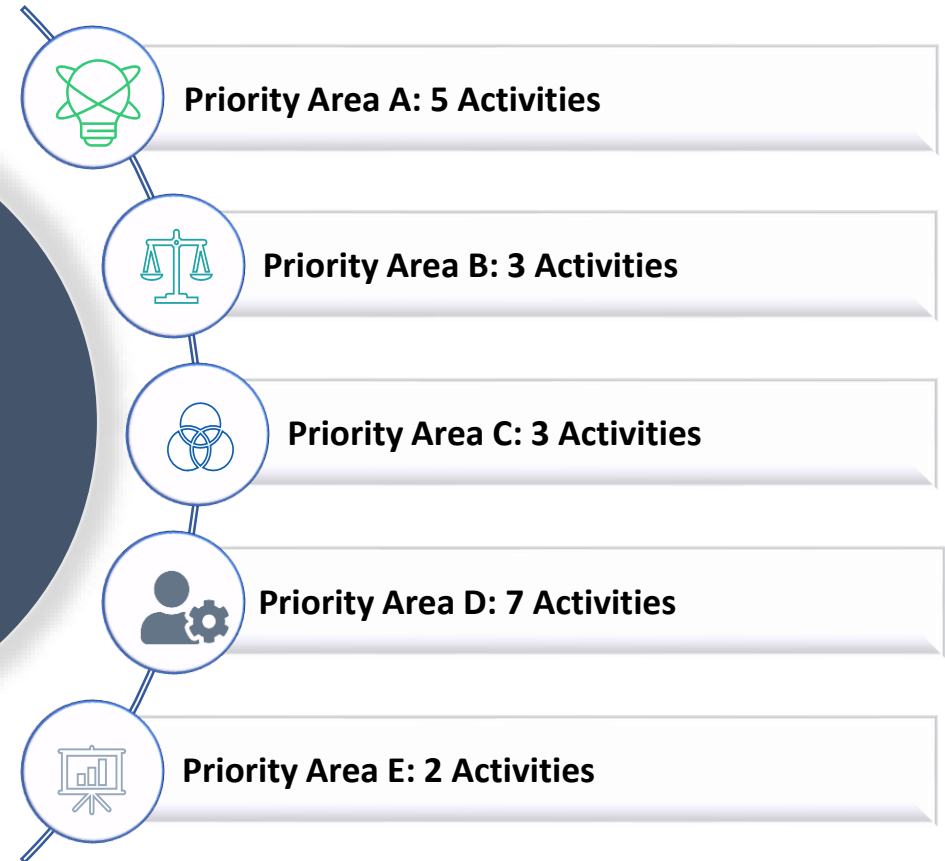 Priority Area A: 5 Activities
Priority Area B: 3 Activities
Priority Area C: 3 Activities
Priority Area D: 7 Activities
Priority Area E: 2 Activities